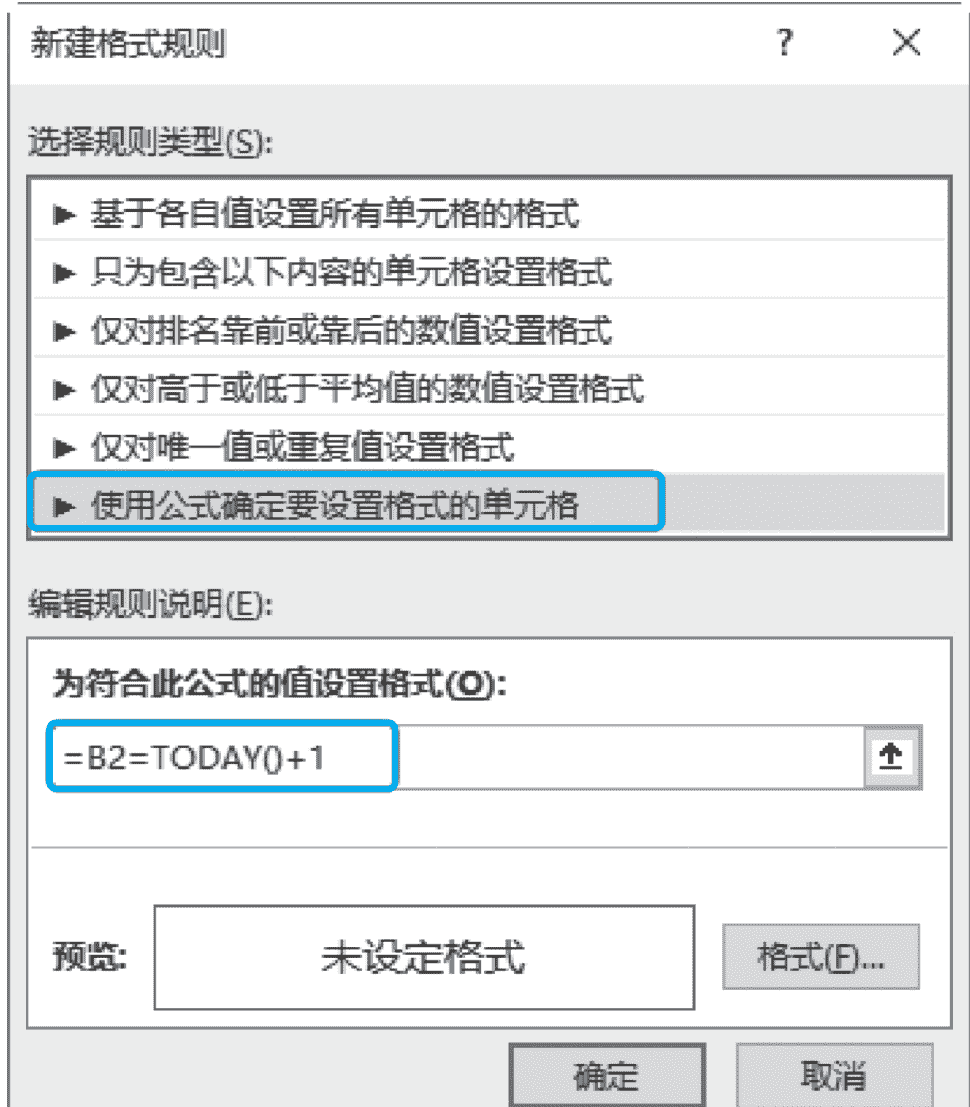 新建格式规则 ? ×
选择规则类型(S):
► 基于各自值设置所有单元格的格式
► 只为包含以下内容的单元格设置格式
► 仅对排名靠前或靠后的数值设置格式
► 仅对高于或低于平均值的数值设置格式
► 仅对唯一值或重复值设置格式
► 使用公式确定要设置格式的单元格
编辑规则说明(E):
为符合此公式的值设置格式(O):
=B2=TODAY()+1
预览: 未设定格式 格式(F)...
确定 取消